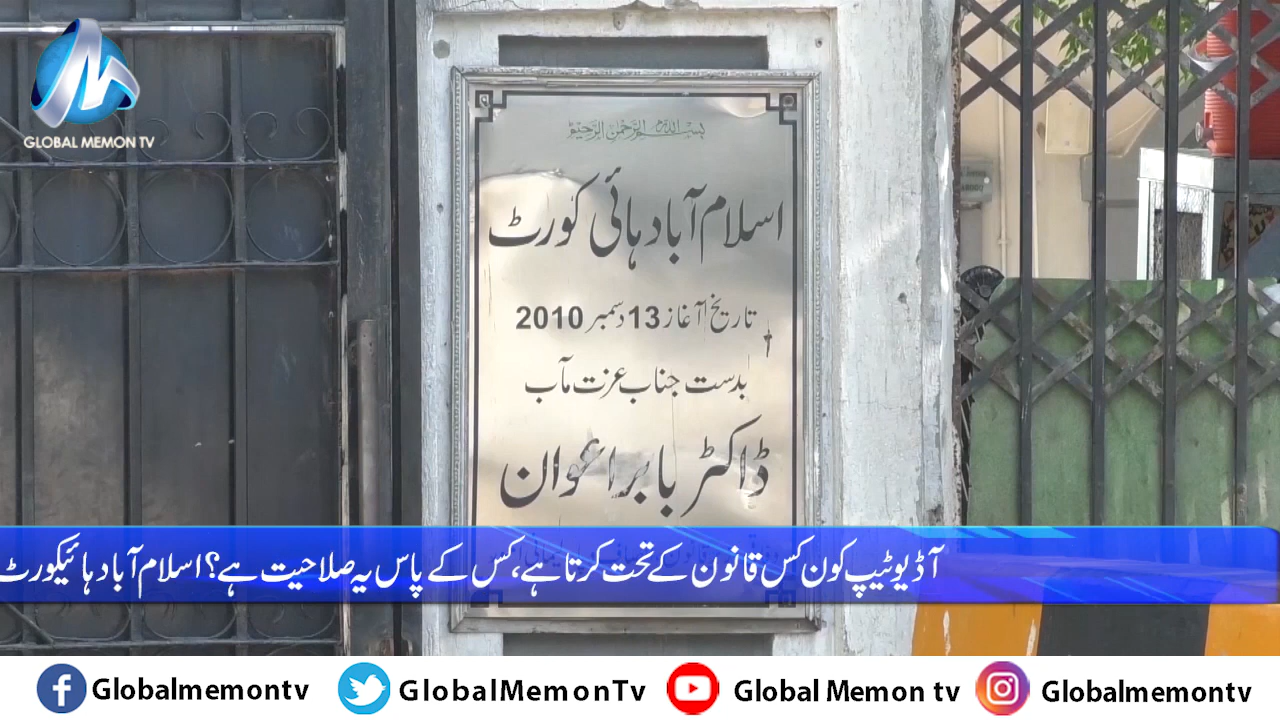 GLOBAL MEMON TV
بسم اللہ الرحمن الرحیم
اسلام آباد ہائی کورٹ
تاریخ آغاز 13 دسمبر 2010
بدست جناب عزت مآب
ڈاکٹر بابر اعوان
آڈیو ٹیپ کون کس قانون کے تحت کرتا ہے، کس کے پاس یہ صلاحیت ہے؟ اسلام آباد ہائیکورٹ
Globalmemontv
GlobalMemonTv
Global Memon tv
Globalmemontv